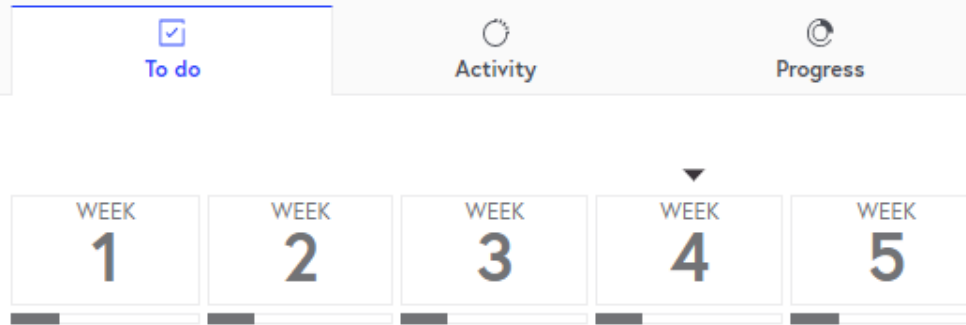 To do
Activity
Progress
WEEK
1
WEEK
2
WEEK
3
WEEK
4
WEEK
5